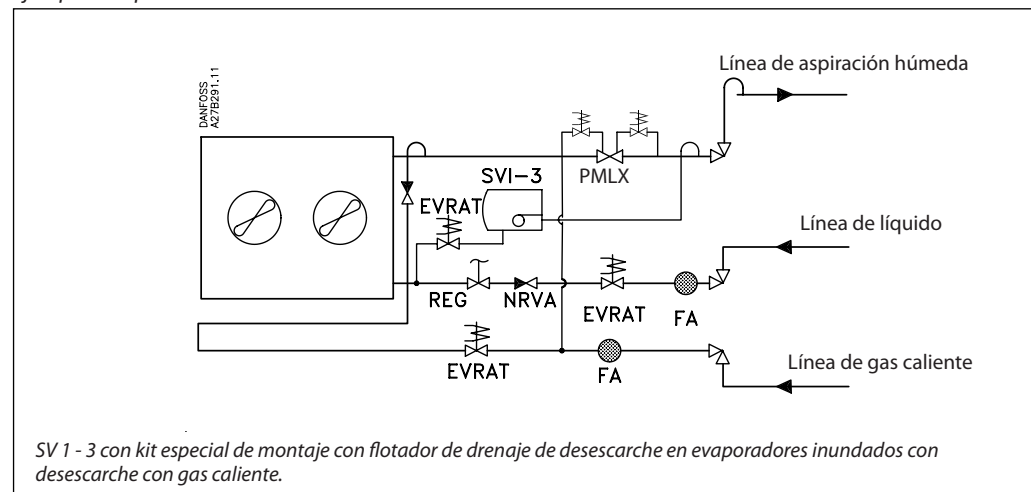 DANFOSS
A27B291.11
Línea de aspiración húmeda
SVI-3
PMLX
EVRAT
Línea de líquido
REG
NRVA
EVRAT
FA
EVRAT
FA
Línea de gas caliente
SV 1 - 3 con kit especial de montaje con flotador de drenaje de desescarche en evaporadores inundados con
desescarche con gas caliente.